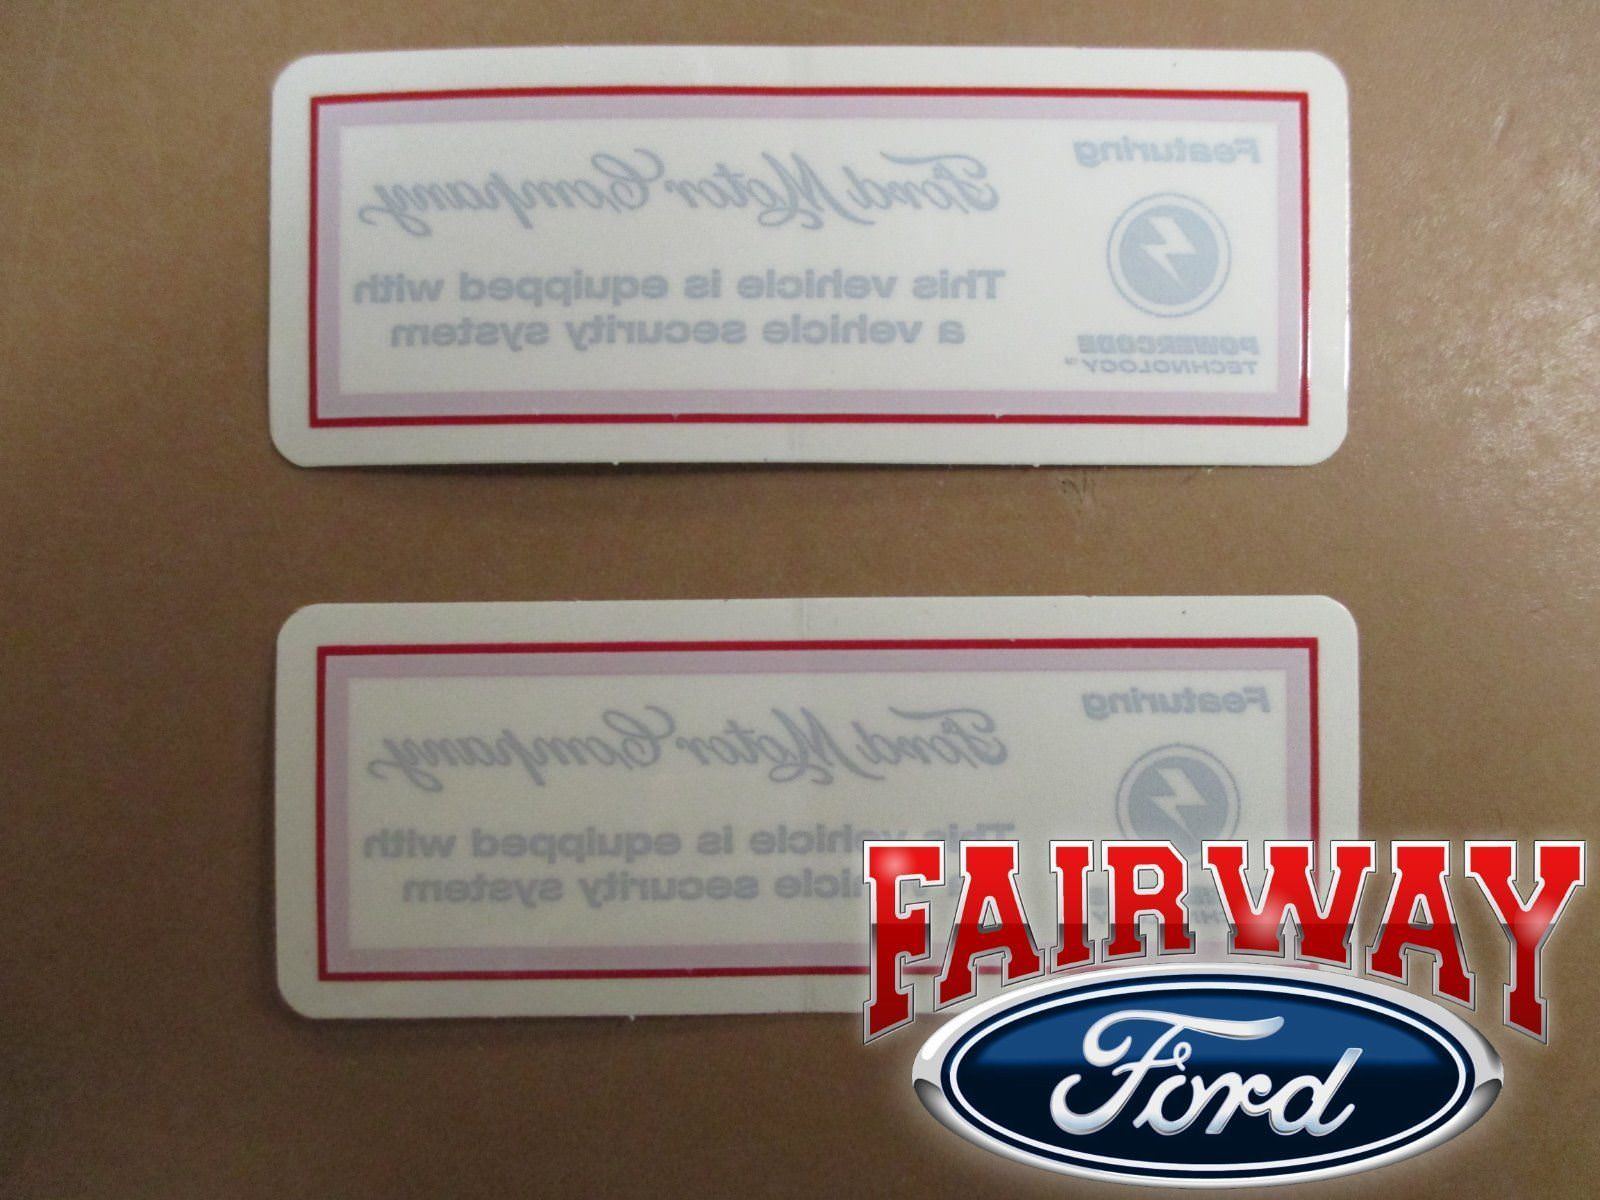 Featuring
Ford Motor Company
This vehicle is equipped with
a vehicle security system
POWERCODE
TECHNOLOGY™
Featuring
Ford Motor Company
This vehicle is equipped with
vehicle security system
FAIRWAY
Ford